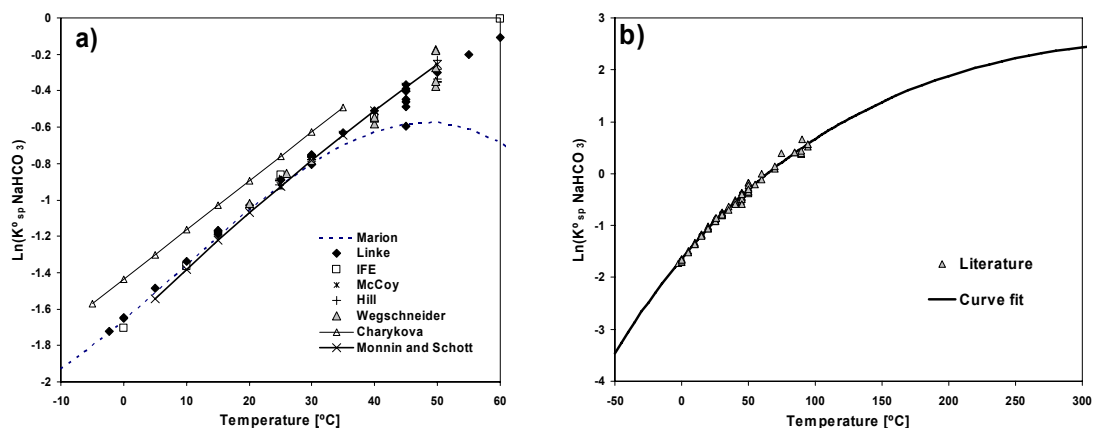 a)
Ln(K°sp NaHCO3)
0
-0.2
-0.4
-0.6
-0.8
-1
-1.2
-1.4
-1.6
-1.8
-2
Marion
Linke
IFE
McCoy
Hill
Wegschneider
Charykova
Monnin and Schott
-10 0 10 20 30 40 50 60
Temperature [ºC]
b)
Ln(K°sp NaHCO3)
3
2
1
0
-1
-2
-3
-4
Literature
Curve fit
-50 0 50 100 150 200 250 300
Temperature [ºC]